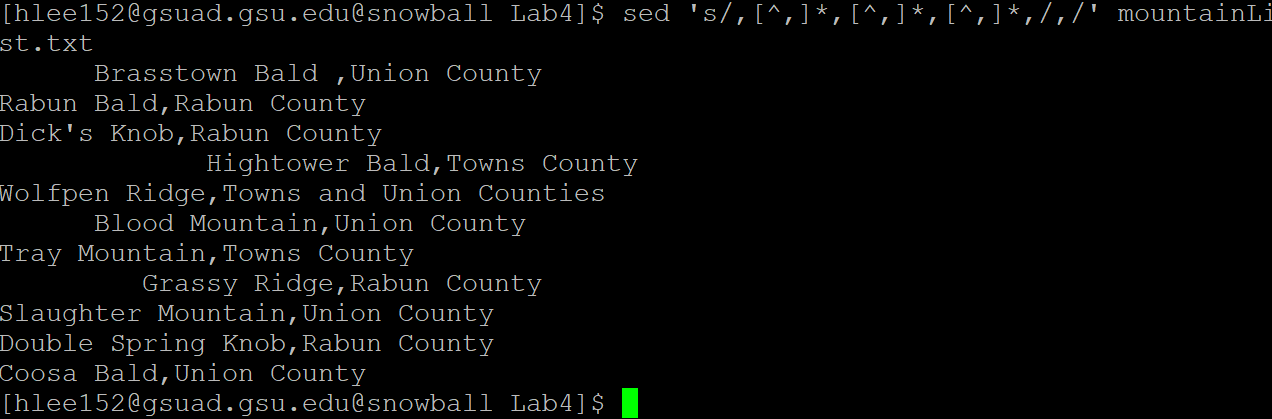 [hlee152@gsuad.gsu.edu@snowball Lab4]$ sed 's/,[^,]*,[^,]*,[^,]*,/,/' mountainLi
st.txt
      Brasstown Bald ,Union County
Rabun Bald,Rabun County
Dick's Knob,Rabun County
             Hightower Bald,Towns County
Wolfpen Ridge,Towns and Union Counties
      Blood Mountain,Union County
Tray Mountain,Towns County
         Grassy Ridge,Rabun County
Slaughter Mountain,Union County
Double Spring Knob,Rabun County
Coosa Bald,Union County
[hlee152@gsuad.gsu.edu@snowball Lab4]$